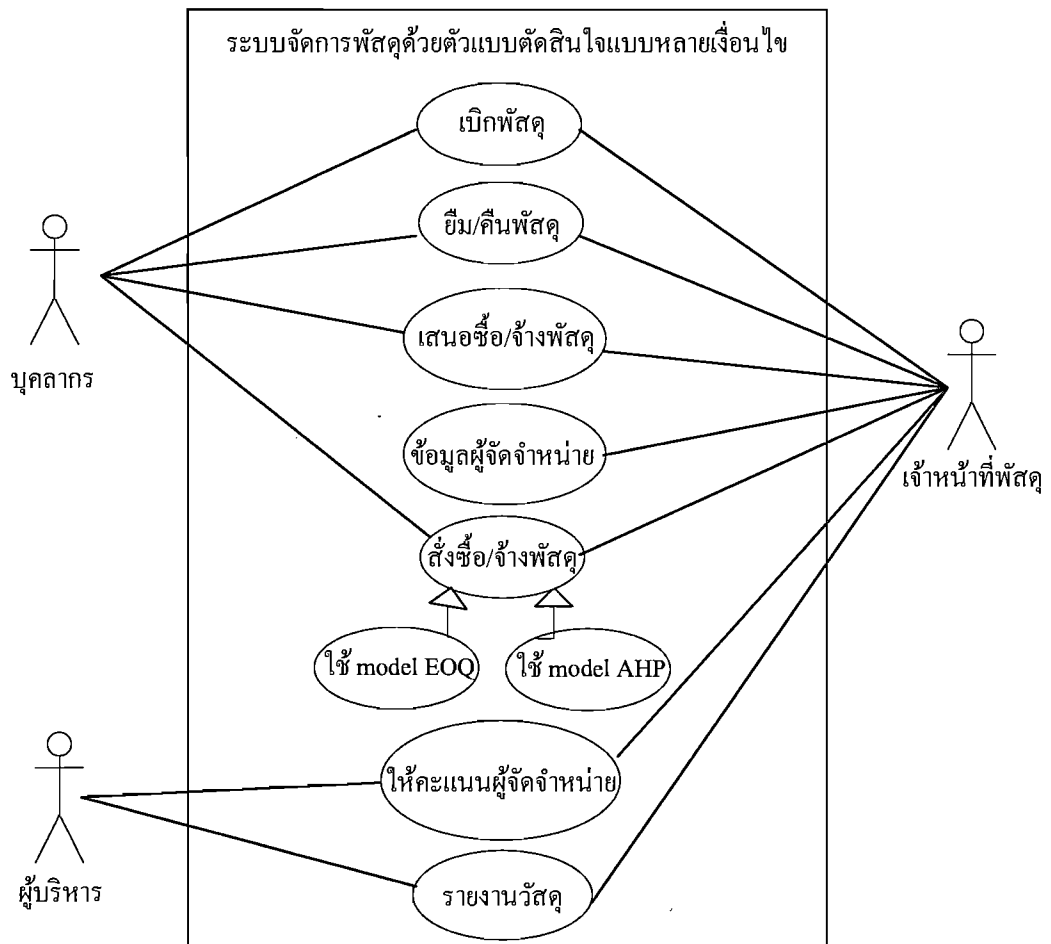 ระบบจัดการพัสดุด้วยตัวแบบตัดสินใจแบบหลายเงื่อนไข
เบิกพัสดุ
ยืม/คืนพัสดุ
เสนอซื้อ/จ้างพัสดุ
บุคลากร
ข้อมูลผู้จัดจำหน่าย
เจ้าหน้าที่พัสดุ
สั่งซื้อ/จ้างพัสดุ
ใช้ model EOQ
ใช้ model AHP
ให้คะแนนผู้จัดจำหน่าย
ผู้บริหาร
รายงานวัสดุ